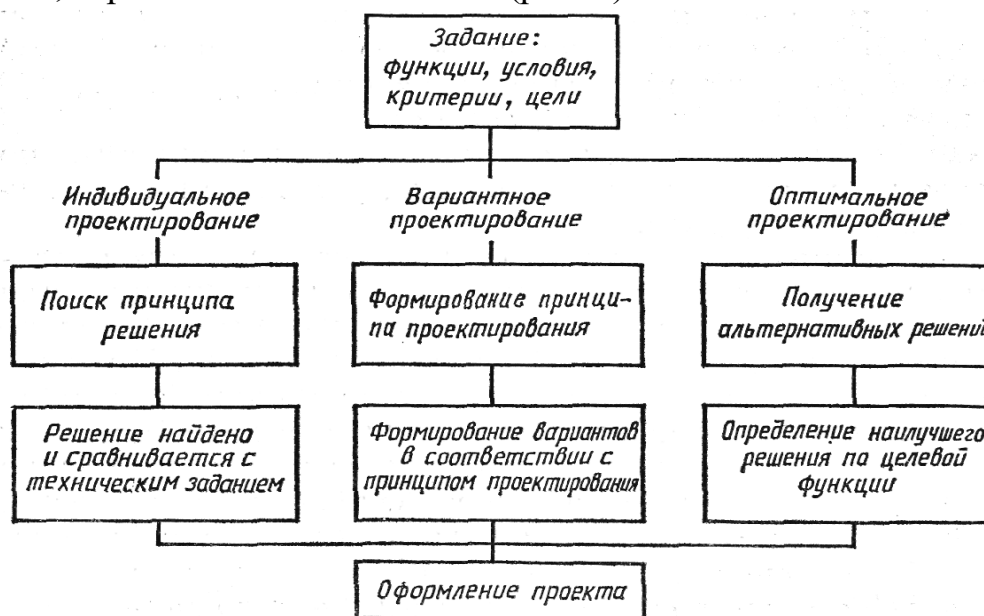 Задание:
функции, условия,
критерии, цели
Индивидуальное
проектирование
Вариантное
проектирование
Оптимальное
проектирование
Поиск принципа
решения
Формирование принци-
па проектирования
Получение
альтернативных решений
Решение найдено
и сравнивается с
техническим заданием
Формирование вариантов
в соответствии с
принципом проектирования
Определение наилучшего
решения по целевой
функции
Оформление проекта